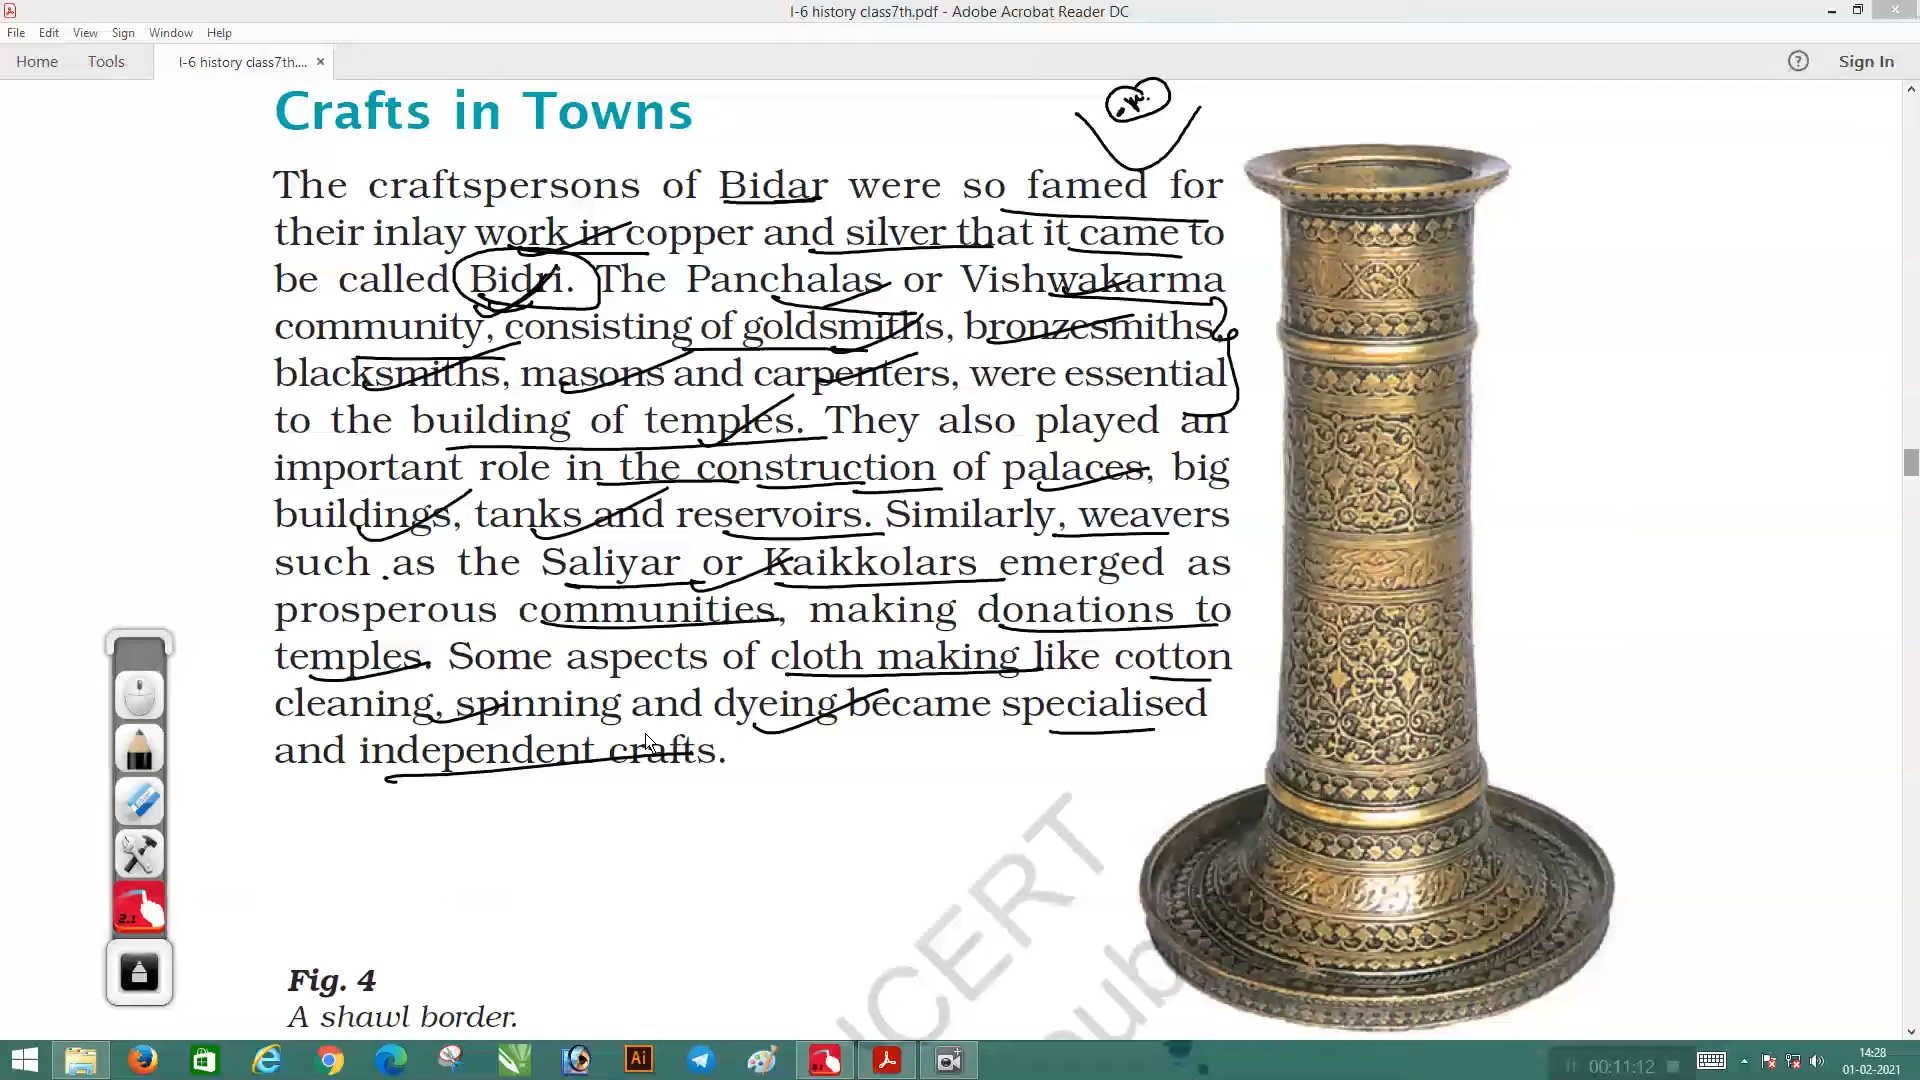 I-6 history class7th.pdf - Adobe Acrobat Reader DC
File Edit View Sign Window Help
Home Tools I-6 history class7th.... × Sign In
Crafts in Towns
The craftspersons of Bidar were so famed for
their inlay work in copper and silver that it came to
be called Bidri. The Panchalas or Vishwakarma
community, consisting of goldsmiths, bronzesmiths,
blacksmiths, masons and carpenters, were essential
to the building of temples. They also played an
important role in the construction of palaces, big
buildings, tanks and reservoirs. Similarly, weavers
such as the Saliyar or Kaikkolars emerged as
prosperous communities, making donations to
temples. Some aspects of cloth making like cotton
cleaning, spinning and dyeing became specialised
and independent crafts.
2.1
Fig. 4
A shawl border.
NCERT
publ
Ai
00:11:12
14:28
01-02-2021